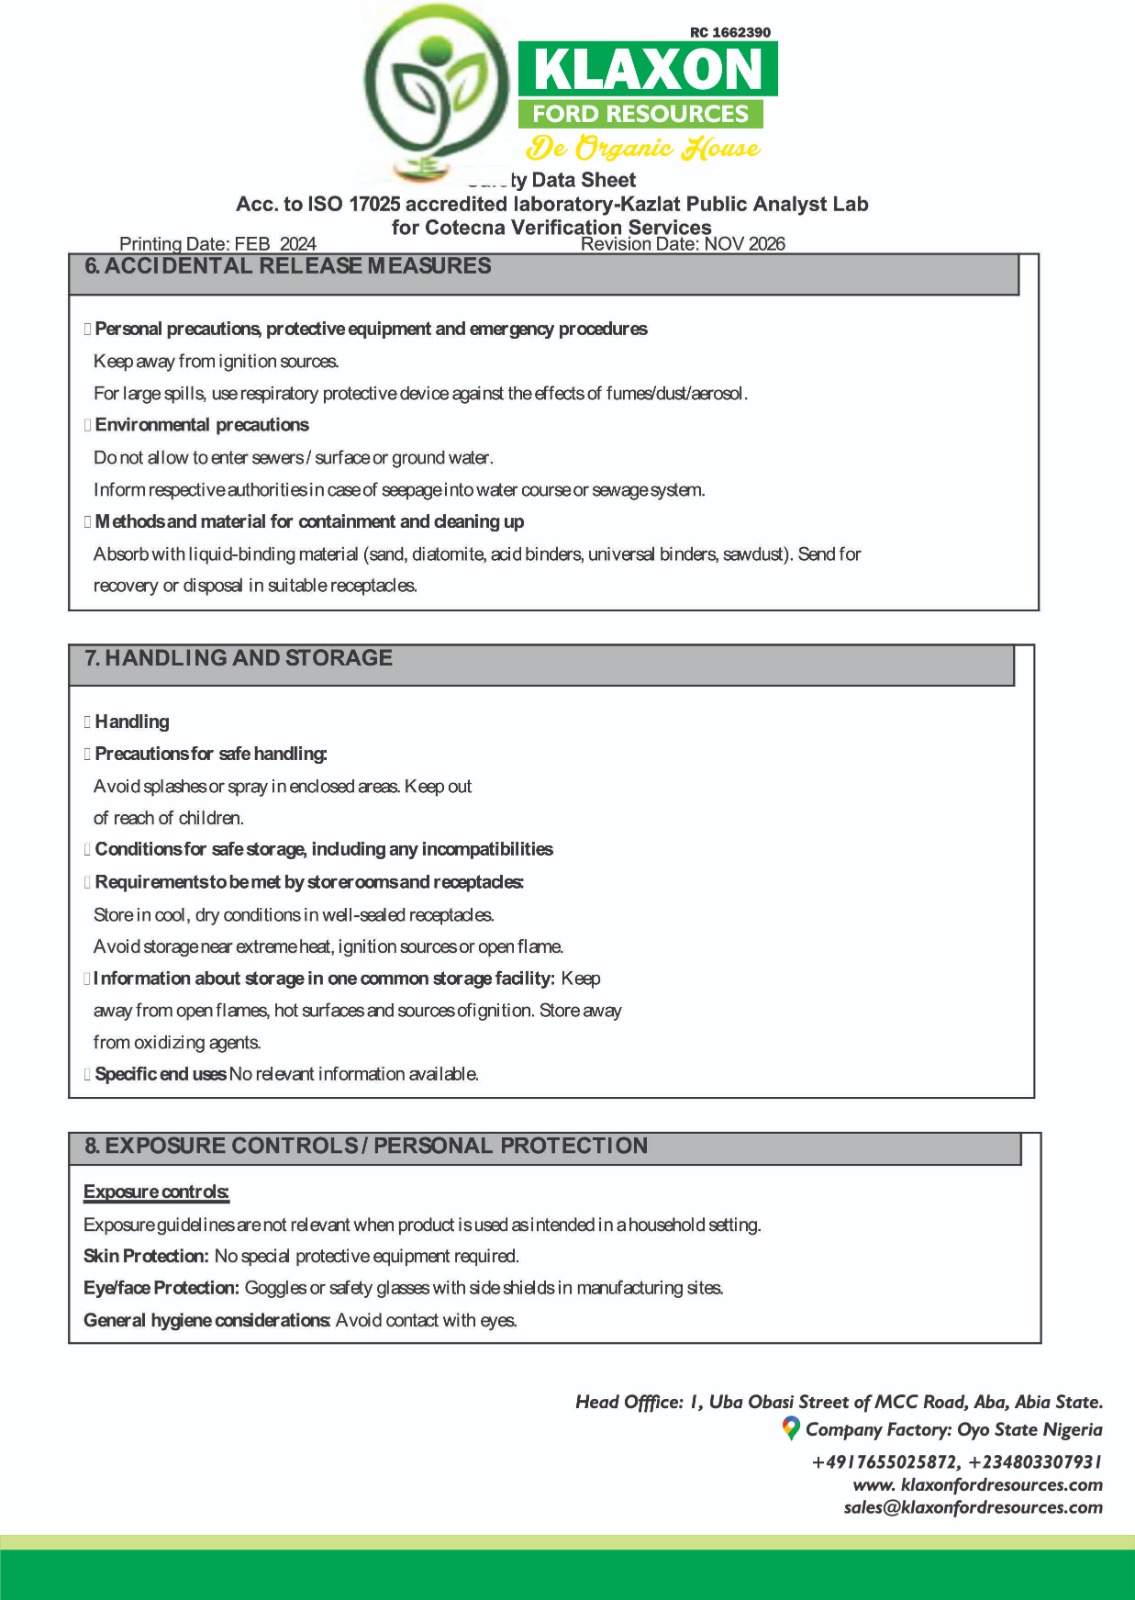 RC 1662390
KLAXON
FORD RESOURCES
De Organic House
ty Data Sheet
Acc. to ISO 17025 accredited laboratory-Kazlat Public Analyst Lab
for Cotecna Verification Services
Printing Date: FEB 2024 Revision Date: NOV 2026
6. ACCIDENTAL RELEASE MEASURES
Personal precautions, protective equipment and emergency procedures
Keep away from ignition sources.
For large spills, use respiratory protective device against the effects of fumes/dust/aerosol.
Environmental precautions
Do not allow to enter sewers / surface or ground water.
Inform respective authorities in case of seepage into water course or sewage system.
Methods and material for containment and cleaning up
Absorb with liquid-binding material (sand, diatomite, acid binders, universal binders, sawdust). Send for
recovery or disposal in suitable receptacles.
7. HANDLING AND STORAGE
Handling
Precautions for safe handling:
Avoid splashes or spray in enclosed areas. Keep out
of reach of children.
Conditions for safe storage, including any incompatibilities
Requirements to be met by storerooms and receptacles:
Store in cool, dry conditions in well-sealed receptacles.
Avoid storage near extreme heat, ignition sources or open flame.
Information about storage in one common storage facility: Keep
away from open flames, hot surfaces and sources of ignition. Store away
from oxidizing agents.
Specific end uses No relevant information available.
8. EXPOSURE CONTROLS / PERSONAL PROTECTION
Exposure controls:
Exposure guidelines are not relevant when product is used as intended in a household setting.
Skin Protection: No special protective equipment required.
Eye/face Protection: Goggles or safety glasses with side shields in manufacturing sites.
General hygiene considerations: Avoid contact with eyes.
Head Offfice: 1, Uba Obasi Street of MCC Road, Aba, Abia State.
Company Factory: Oyo State Nigeria
+4917655025872, +234803307931
www. klaxonfordresources.com
sales@klaxonfordresources.com